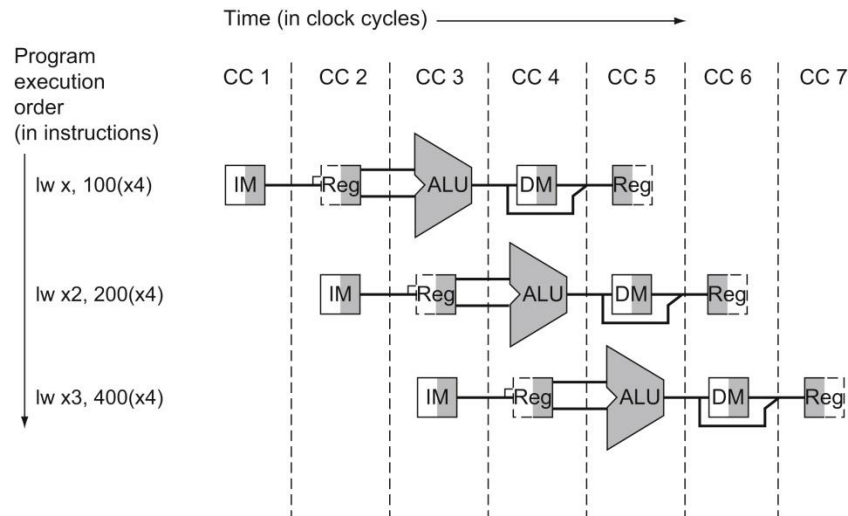 Time (in clock cycles)
Program
execution
order
(in instructions)
CC 1 CC 2 CC 3 CC 4 CC 5 CC 6 CC 7
lw x, 100(x4)
IM Reg ALU DM Reg
lw x2, 200(x4)
IM Reg ALU DM Reg
lw x3, 400(x4)
IM Reg ALU DM Reg